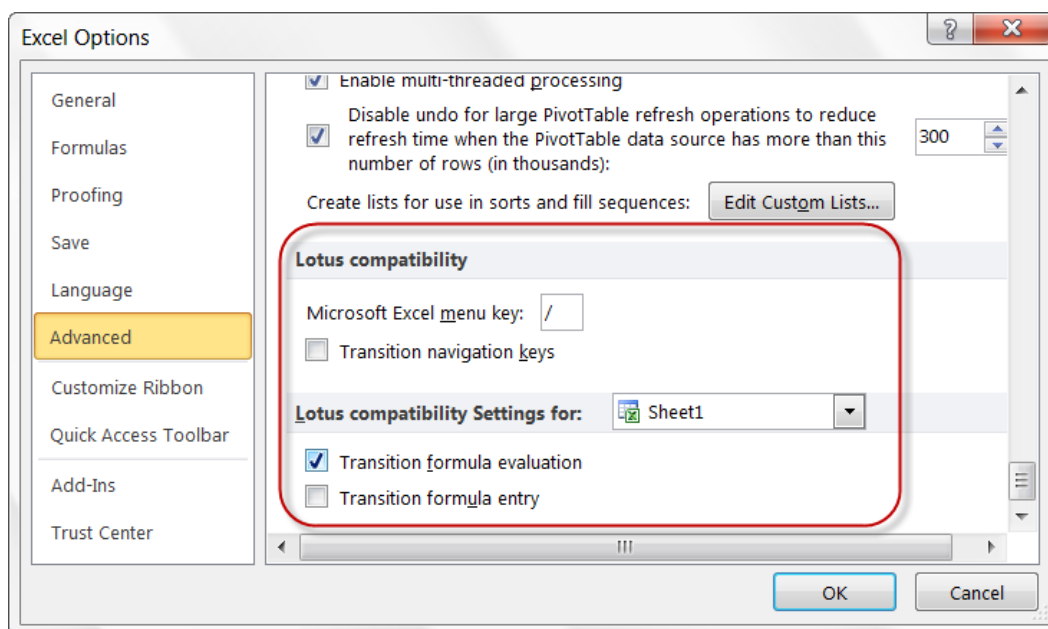 Excel Options
General
Formulas
Proofing
Save
Language
Advanced
Customize Ribbon
Quick Access Toolbar
Add-Ins
Trust Center
Enable multi-threaded processing
Disable undo for large PivotTable refresh operations to reduce
refresh time when the PivotTable data source has more than this
number of rows (in thousands):
300
Create lists for use in sorts and fill sequences:
Edit Custom Lists...
Lotus compatibility
Microsoft Excel menu key: /
Transition navigation keys
Lotus compatibility Settings for: Sheet1
Transition formula evaluation
Transition formula entry
OK
Cancel